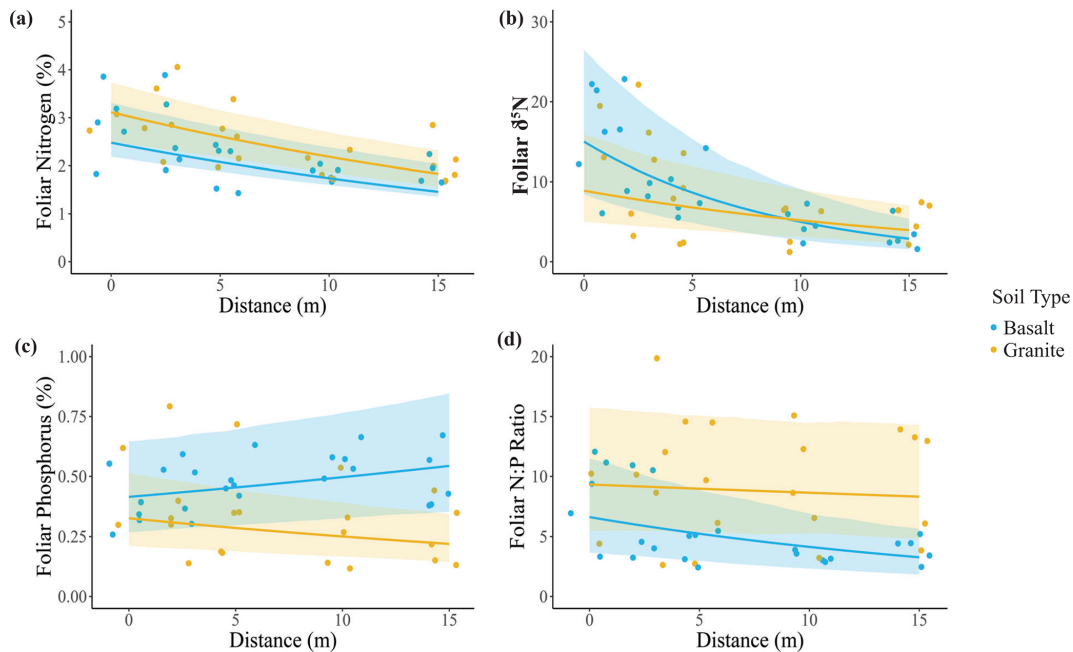 (a)
Foliar Nitrogen (%)
5
4
3
2
1
0
0 5 10 15
Distance (m)
(b)
Foliar δ⁵N
30
20
10
0
0 5 10 15
Distance (m)
(c)
Foliar Phosphorus (%)
1.00
0.75
0.50
0.25
0.00
0 5 10 15
Distance (m)
(d)
Foliar N:P Ratio
20
15
10
5
0
0 5 10 15
Distance (m)
Soil Type
Basalt
Granite